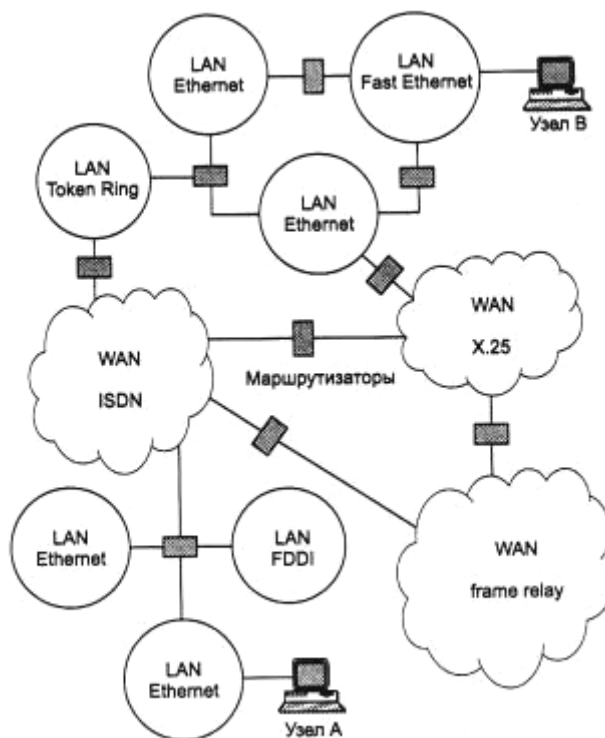 LAN
Ethernet
LAN
Fast Ethernet
Узел В
LAN
Token Ring
LAN
Ethernet
WAN
ISDN
WAN
X.25
Маршрутизаторы
LAN
Ethernet
LAN
FDDI
WAN
frame relay
LAN
Ethernet
Узел А